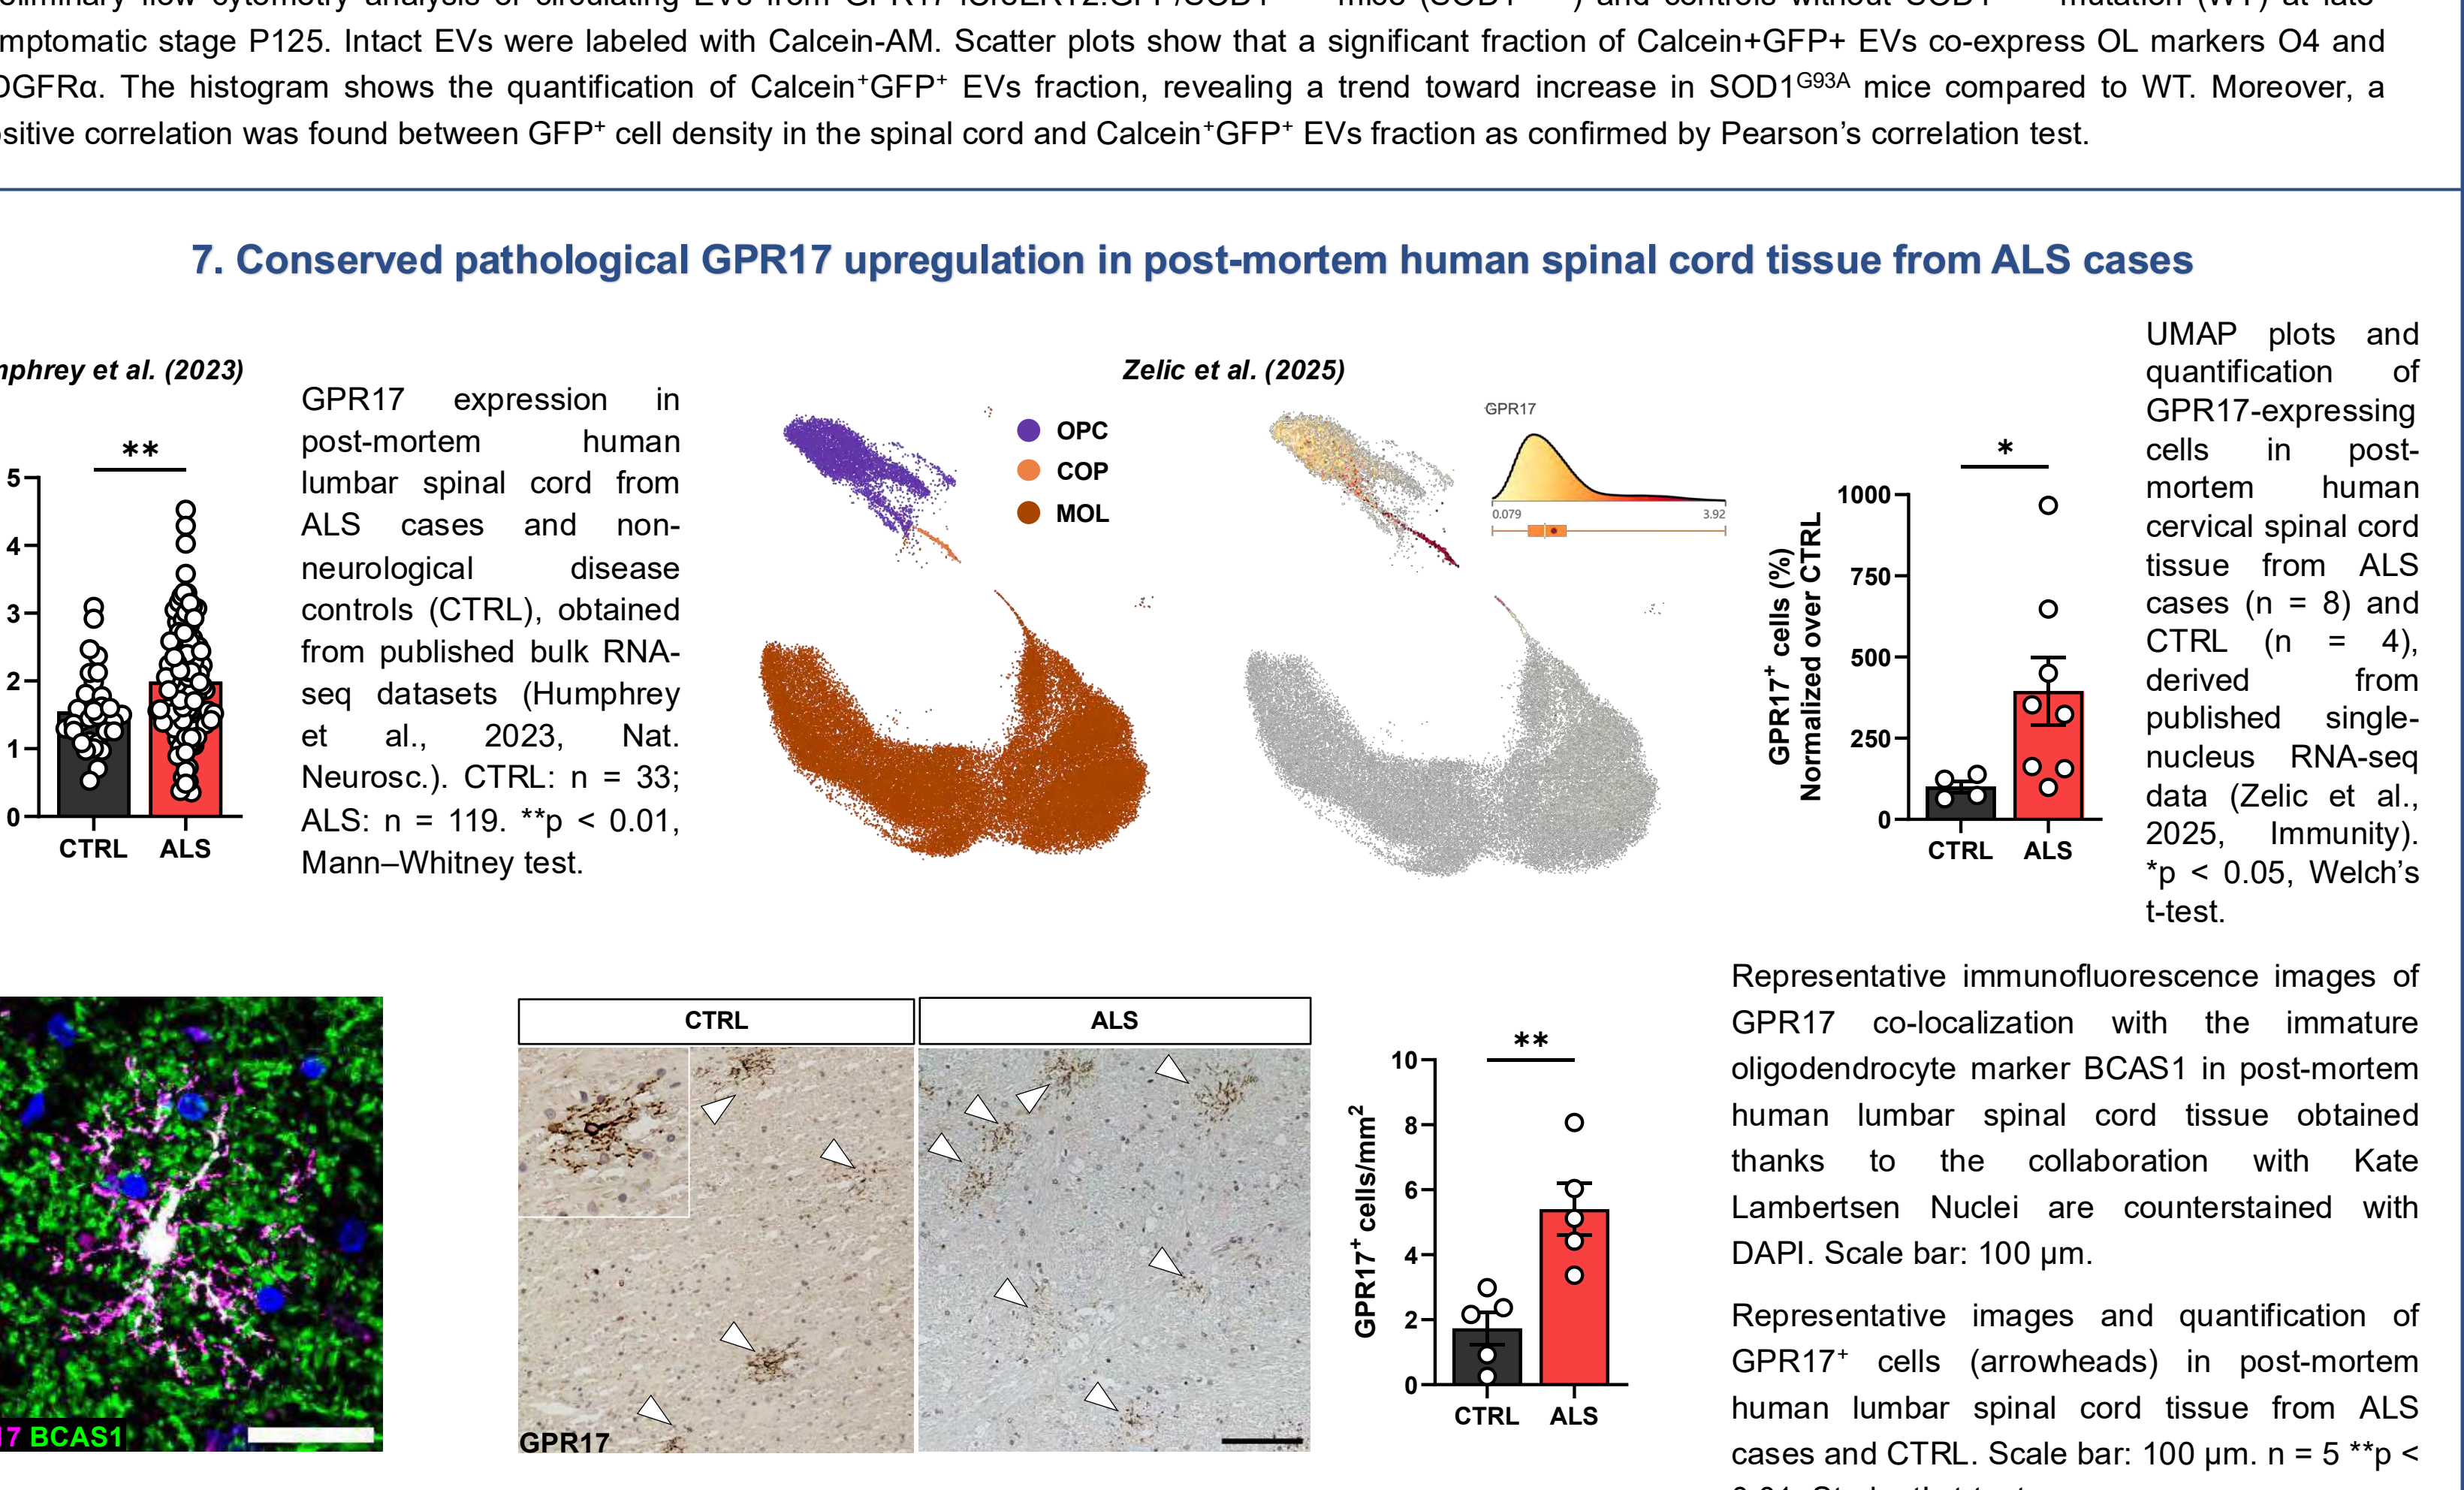 mptomatic stage P125. Intact EVs were labeled with Calcein-AM. Scatter plots show that a significant fraction of Calcein+GFP+ EVs co-express OL markers O4 and
DGFRα. The histogram shows the quantification of Calcein⁺GFP⁺ EVs fraction, revealing a trend toward increase in SOD1ᴳ⁹³ᴬ mice compared to WT. Moreover, a
sitive correlation was found between GFP⁺ cell density in the spinal cord and Calcein⁺GFP⁺ EVs fraction as confirmed by Pearson’s correlation test.
7. Conserved pathological GPR17 upregulation in post-mortem human spinal cord tissue from ALS cases
mphrey et al. (2023)
**
5
4
3
2
1
0
CTRL ALS
GPR17 expression in
post-mortem human
lumbar spinal cord from
ALS cases and non-
neurological disease
controls (CTRL), obtained
from published bulk RNA-
seq datasets (Humphrey
et al., 2023, Nat.
Neurosc.). CTRL: n = 33;
ALS: n = 119. **p < 0.01,
Mann–Whitney test.
Zelic et al. (2025)
OPC
COP
MOL
GPR17
0.079 3.92
GPR17⁺ cells (%)
Normalized over CTRL
*
1000
750
500
250
0
CTRL ALS
UMAP plots and
quantification of
GPR17-expressing
cells in post-
mortem human
cervical spinal cord
tissue from ALS
cases (n = 8) and
CTRL (n = 4),
derived from
published single-
nucleus RNA-seq
data (Zelic et al.,
2025, Immunity).
*p < 0.05, Welch’s
t-test.
17 BCAS1
CTRL
ALS
GPR17
GPR17⁺ cells/mm²
**
10
8
6
4
2
0
CTRL ALS
Representative immunofluorescence images of
GPR17 co-localization with the immature
oligodendrocyte marker BCAS1 in post-mortem
human lumbar spinal cord tissue obtained
thanks to the collaboration with Kate
Lambertsen Nuclei are counterstained with
DAPI. Scale bar: 100 µm.
Representative images and quantification of
GPR17⁺ cells (arrowheads) in post-mortem
human lumbar spinal cord tissue from ALS
cases and CTRL. Scale bar: 100 µm. n = 5 **p <